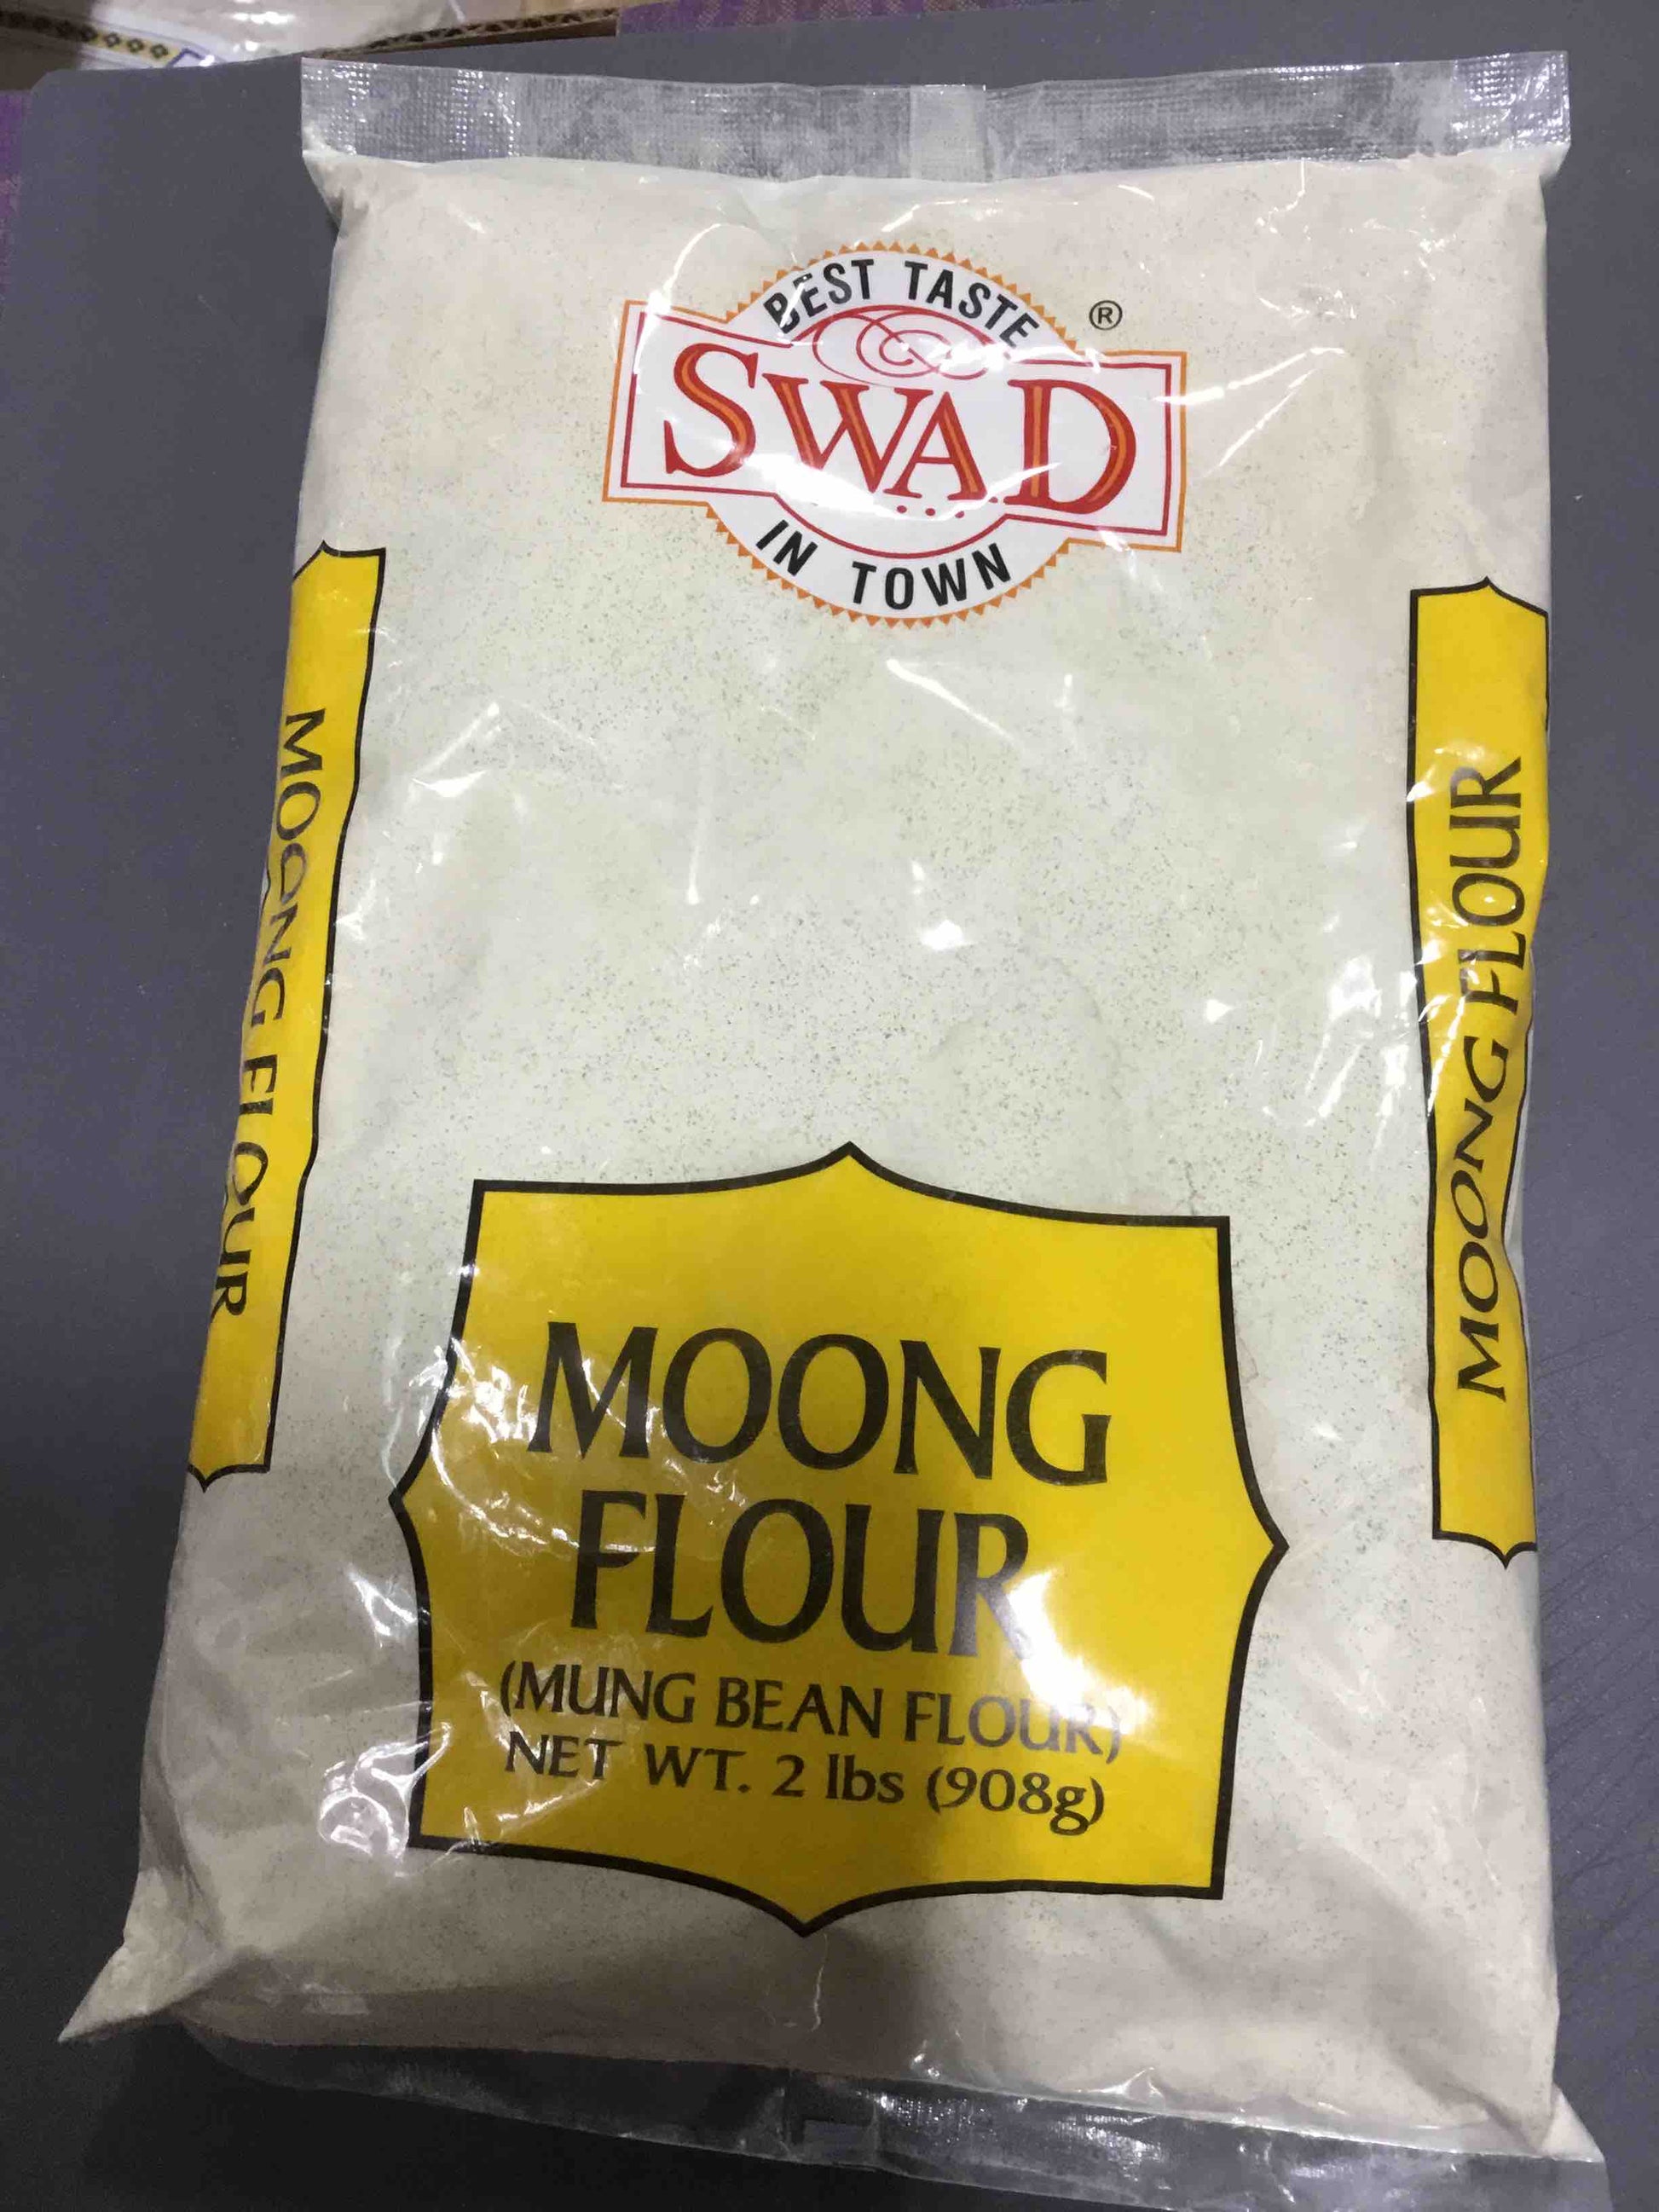 BEST TASTE
®
SWAD
IN TOWN
MOONG FLOUR
MOONG FLOUR
MOONG
FLOUR
(MUNG BEAN FLOUR)
NET WT. 2 lbs (908g)